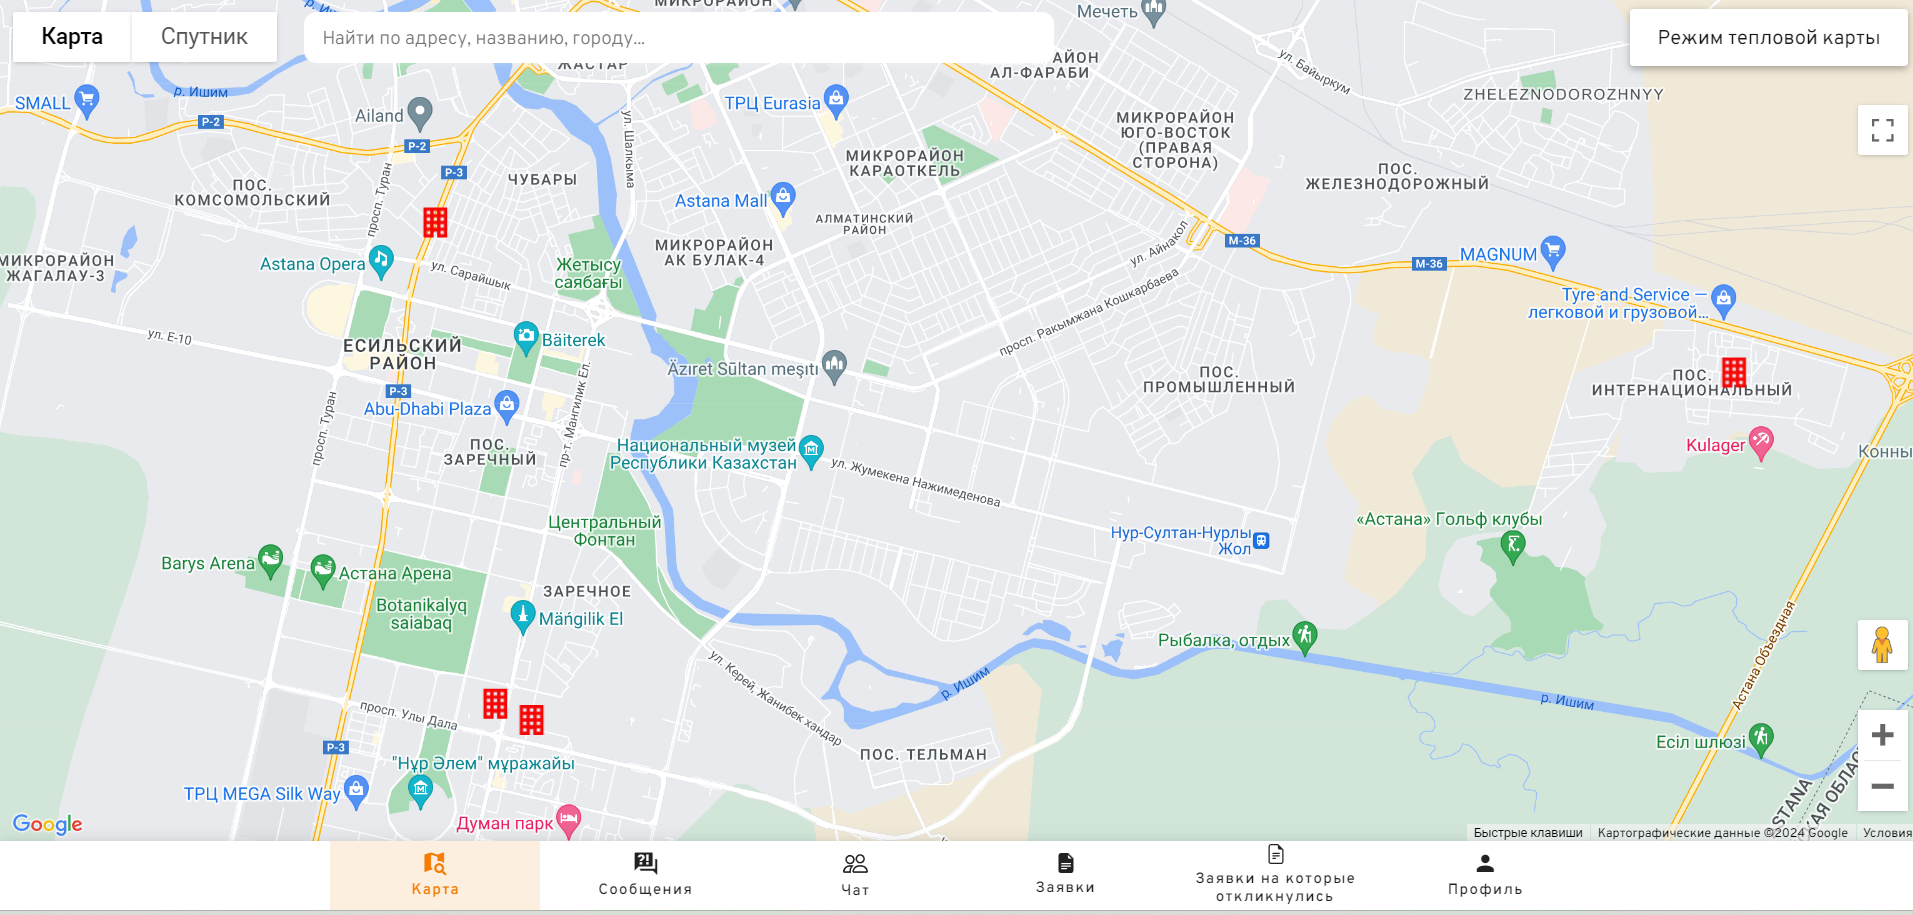 Карта
Спутник
Найти по адресу, названию, городу...
Режим тепловой карты
МИКРОРАЙОН
Мечеть
ЖАСТАР
АЙОН
АЛ-ФАРАБИ
ул. Байыркум
р. Ишим
SMALL
P-2
Ailand
P-2
P-3
ул. Шалкыма
ТРЦ Eurasia
ZHELEZNODOROZHNYY
МИКРОРАЙОН
ЮГО-ВОСТОК
(ПРАВАЯ
СТОРОНА)
МИКРОРАЙОН
КАРАОТКЕЛЬ
ПОС.
ЖЕЛЕЗНОДОРОЖНЫЙ
ПОС.
КОМСОМОЛЬСКИЙ
просп. Туран
ЧУБАРЫ
Astana Mall
АЛМАТИНСКИЙ
РАЙОН
МИКРОРАЙОН
АК БУЛАК-4
ул. Айнакол
M-36
M-36
MAGNUM
МИКРОРАЙОН
ЖАГАЛАУ-3
Astana Opera
ул. Сарайшык
Жетысу
саябағы
просп. Ракымжана Кошкарбаева
Tyre and Service —
легковой и грузовой...
ул. Е-10
ЕСИЛЬСКИЙ
РАЙОН
Bäiterek
Äziret Sūltan meşıtı
ПОС.
ПРОМЫШЛЕННЫЙ
ПОС.
ИНТЕРНАЦИОНАЛЬНЫЙ
P-3
Abu-Dhabi Plaza
просп. Туран
пр-т. Мангилик Ел.
ПОС.
ЗАРЕЧНЫЙ
Национальный музей
Республики Казахстан
ул. Жумекена Нажимеденова
Kulager
Конны
Центральный
Фонтан
Нур-Султан-Нурлы
Жол
«Астана» Гольф клубы
Barys Arena
Астана Арена
Botanikalyq
saiabaq
ЗАРЕЧНОЕ
Mäńgilik El
Рыбалка, отдых
Астана Объездная
ул. Керей, Жанибек хандар
р. Ишим
р. Ишим
просп. Улы Дала
P-3
ПОС. ТЕЛЬМАН
Есіл шлюзі
"Нұр Әлем" мұражайы
ТРЦ MEGA Silk Way
Думан парк
STANA
АЯ ОБЛАС
Google
Быстрые клавиши
Картографические данные ©2024 Google
Условия
Карта
Сообщения
Чат
Заявки
Заявки на которые
откликнулись
Профиль